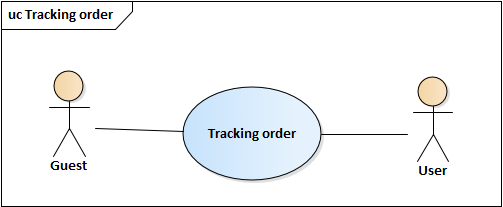 uc Tracking order
Tracking order
Guest
User